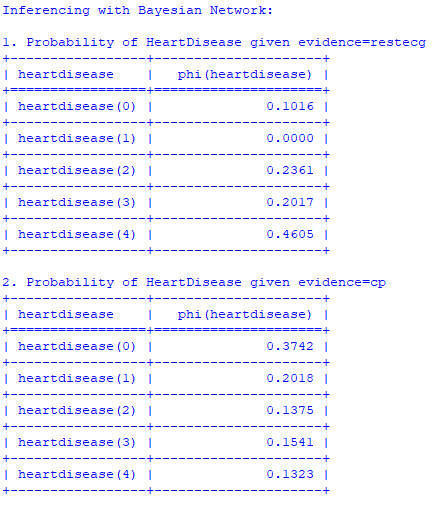 Inferencing with Bayesian Network:

1. Probability of HeartDisease given evidence=restecg
+-----------------+---------------------+
| heartdisease    |   phi(heartdisease) |
+=================+=====================+
| heartdisease(0) |              0.1016 |
+-----------------+---------------------+
| heartdisease(1) |              0.0000 |
+-----------------+---------------------+
| heartdisease(2) |              0.2361 |
+-----------------+---------------------+
| heartdisease(3) |              0.2017 |
+-----------------+---------------------+
| heartdisease(4) |              0.4605 |
+-----------------+---------------------+

2. Probability of HeartDisease given evidence=cp
+-----------------+---------------------+
| heartdisease    |   phi(heartdisease) |
+=================+=====================+
| heartdisease(0) |              0.3742 |
+-----------------+---------------------+
| heartdisease(1) |              0.2018 |
+-----------------+---------------------+
| heartdisease(2) |              0.1375 |
+-----------------+---------------------+
| heartdisease(3) |              0.1541 |
+-----------------+---------------------+
| heartdisease(4) |              0.1323 |
+-----------------+---------------------+